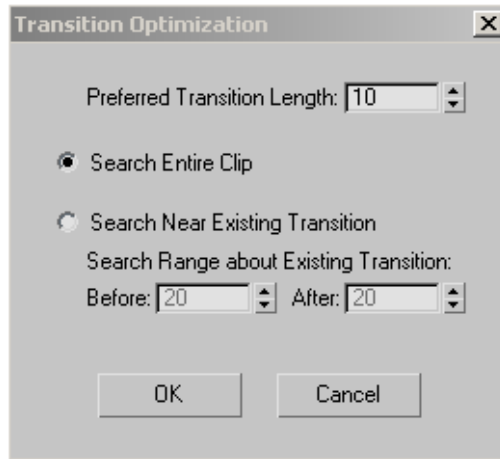 Transition Optimization
Preferred Transition Length: 10
Search Entire Clip
Search Near Existing Transition
Search Range about Existing Transition:
Before: 20 After: 20
OK Cancel